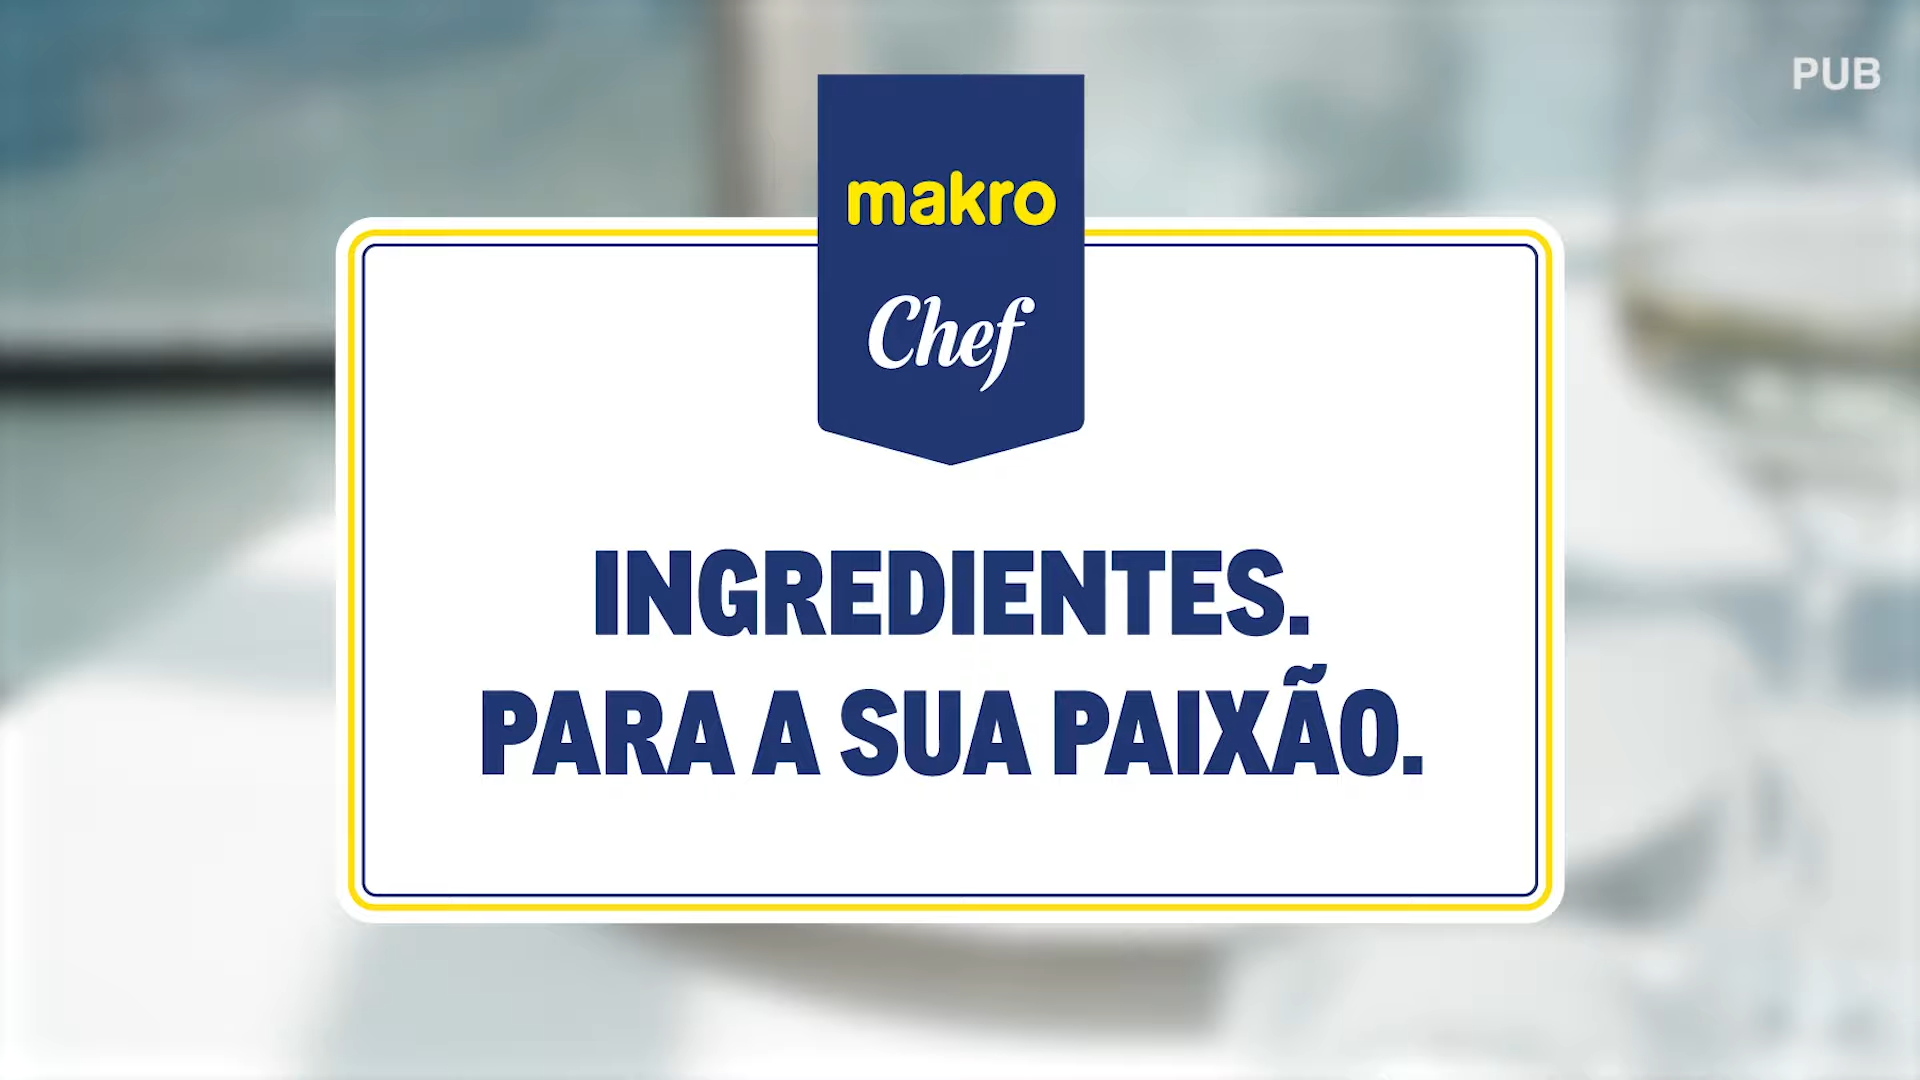 PUB
makro
Chef
INGREDIENTES.
PARA A SUA PAIXÃO.